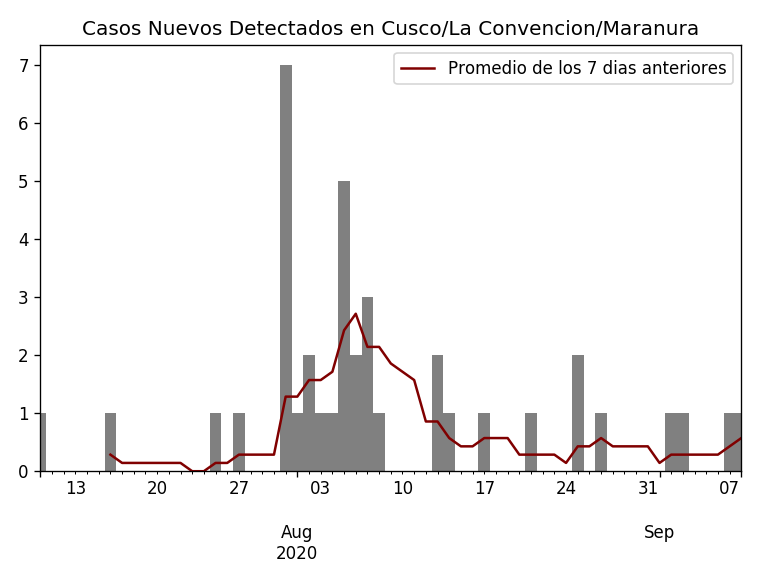 Casos Nuevos Detectados en Cusco/La Convencion/Maranura
Promedio de los 7 dias anteriores
7
6
5
4
3
2
1
0
13 20 27 03 10 17 24 31 07
Aug Sep
2020